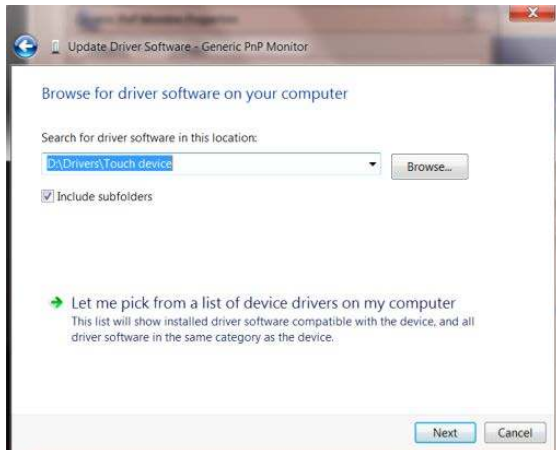 Update Driver Software - Generic PnP Monitor
Browse for driver software on your computer
Search for driver software in this location:
D:\Drivers\Touch device
Browse...
Include subfolders
Let me pick from a list of device drivers on my computer
This list will show installed driver software compatible with the device, and all
driver software in the same category as the device.
Next
Cancel